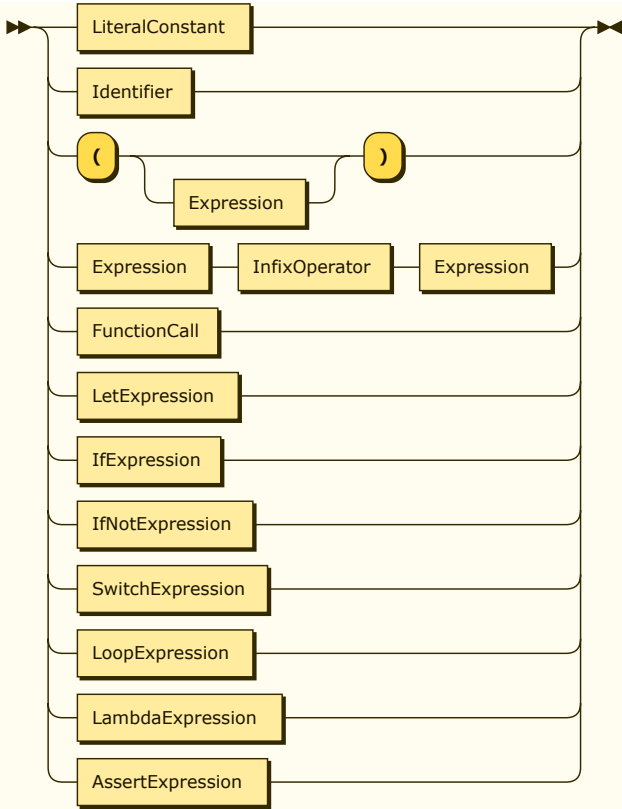 LiteralConstant
Identifier
( )
Expression
Expression InfixOperator Expression
FunctionCall
LetExpression
IfExpression
IfNotExpression
SwitchExpression
LoopExpression
LambdaExpression
AssertExpression